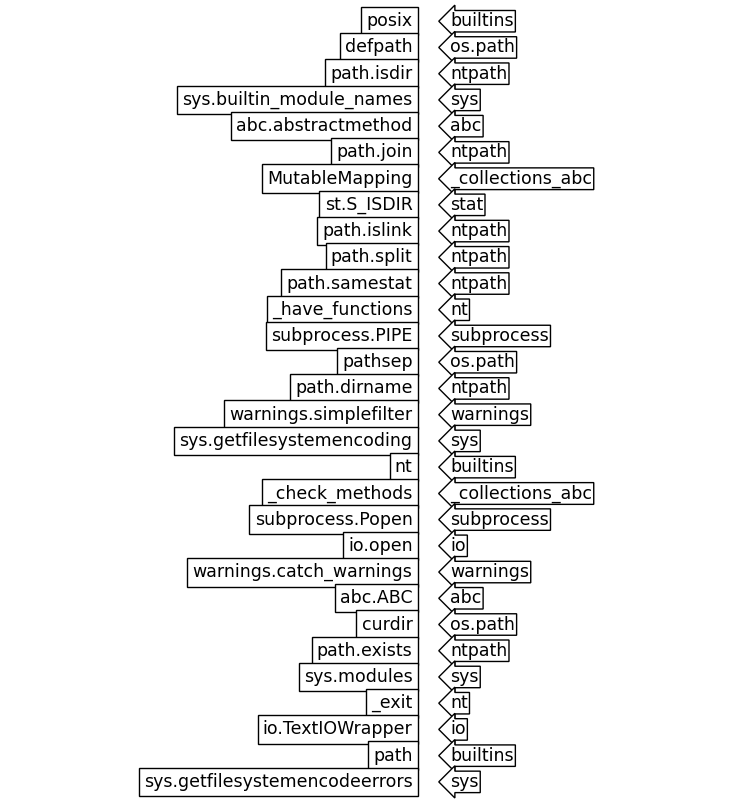 posix builtins
defpath os.path
path.isdir ntpath
sys.builtin_module_names sys
abc.abstractmethod abc
path.join ntpath
MutableMapping _collections_abc
st.S_ISDIR stat
path.islink ntpath
path.split ntpath
path.samestat ntpath
_have_functions nt
subprocess.PIPE subprocess
pathsep os.path
path.dirname ntpath
warnings.simplefilter warnings
sys.getfilesystemencoding sys
nt builtins
_check_methods _collections_abc
subprocess.Popen subprocess
io.open io
warnings.catch_warnings warnings
abc.ABC abc
curdir os.path
path.exists ntpath
sys.modules sys
_exit nt
io.TextIOWrapper io
path builtins
sys.getfilesystemencodeerrors sys